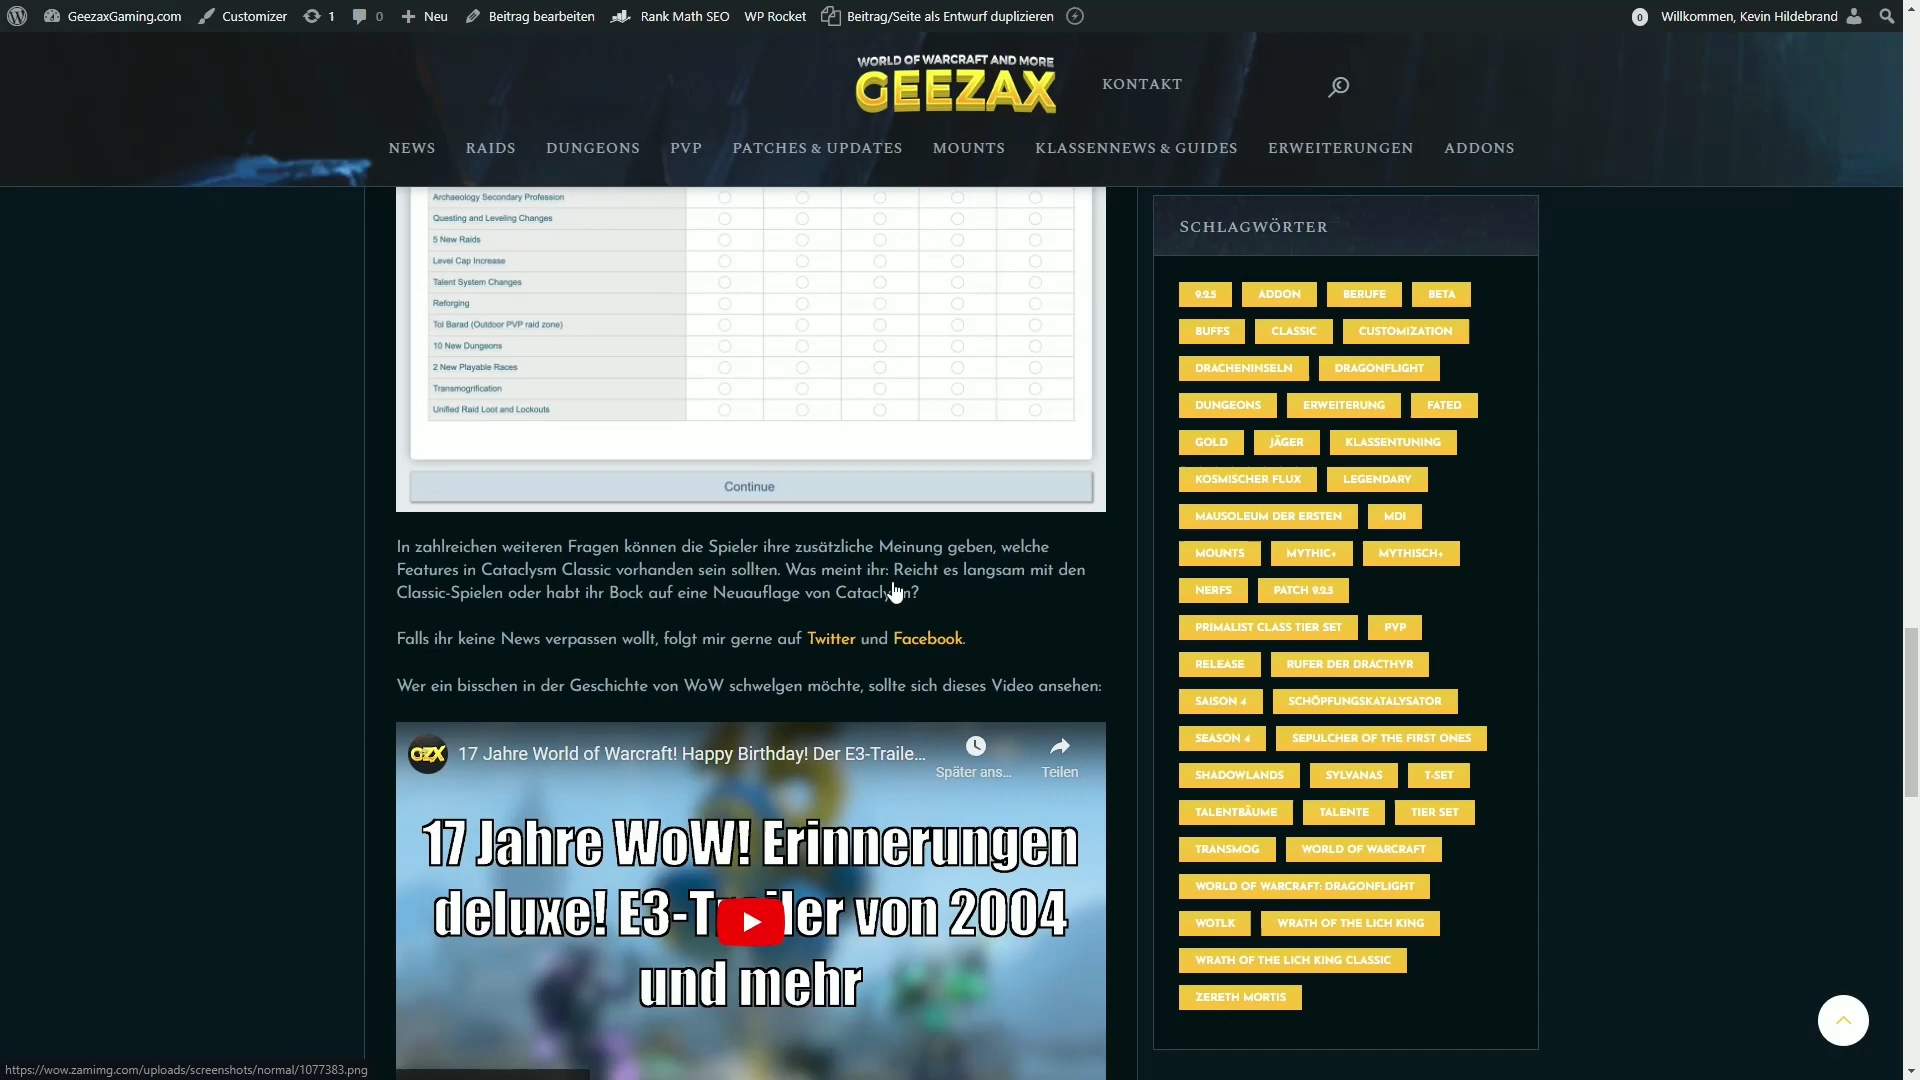 GeezaxGaming.com Customizer 1 0 Neu Beitrag bearbeiten Rank Math SEO WP Rocket Beitrag/Seite als Entwurf duplizieren 0 Willkommen, Kevin Hildebrand
WORLD OF WARCRAFT AND MORE
GEEZAX
KONTAKT
NEWS RAIDS DUNGEONS PVP PATCHES & UPDATES MOUNTS KLASSENNEWS & GUIDES ERWEITERUNGEN ADDONS
Archaeology Secondary Profession
Questing and Leveling Changes
5 New Raids
Level Cap Increase
Talent System Changes
Reforging
Tol Barad (Outdoor PVP raid zone)
10 New Dungeons
2 New Playable Races
Transmogrification
Unified Raid Loot and Lockouts
Continue
In zahlreichen weiteren Fragen können die Spieler ihre zusätzliche Meinung geben, welche
Features in Cataclysm Classic vorhanden sein sollten. Was meint ihr: Reicht es langsam mit den
Classic-Spielen oder habt ihr Bock auf eine Neuauflage von Cataclysm?
Falls ihr keine News verpassen wollt, folgt mir gerne auf Twitter und Facebook.
Wer ein bisschen in der Geschichte von WoW schwelgen möchte, sollte sich dieses Video ansehen:
GZX 17 Jahre World of Warcraft! Happy Birthday! Der E3-Traile...
Später ans... Teilen
17 Jahre WoW! Erinnerungen
deluxe! E3-Trailer von 2004
und mehr
SCHLAGWÖRTER
9.2.5 ADDON BERUFE BETA
BUFFS CLASSIC CUSTOMIZATION
DRACHENINSELN DRAGONFLIGHT
DUNGEONS ERWEITERUNG FATED
GOLD JÄGER KLASSENTUNING
KOSMISCHER FLUX LEGENDARY
MAUSOLEUM DER ERSTEN MDI
MOUNTS MYTHIC+ MYTHISCH+
NERFS PATCH 9.2.5
PRIMALIST CLASS TIER SET PVP
RELEASE RUFER DER DRACTHYR
SAISON 4 SCHÖPFUNGSKATALYSATOR
SEASON 4 SEPULCHER OF THE FIRST ONES
SHADOWLANDS SYLVANAS T-SET
TALENTBÄUME TALENTE TIER SET
TRANSMOG WORLD OF WARCRAFT
WORLD OF WARCRAFT: DRAGONFLIGHT
WOTLK WRATH OF THE LICH KING
WRATH OF THE LICH KING CLASSIC
ZERETH MORTIS
https://wow.zamimg.com/uploads/screenshots/normal/1077383.png